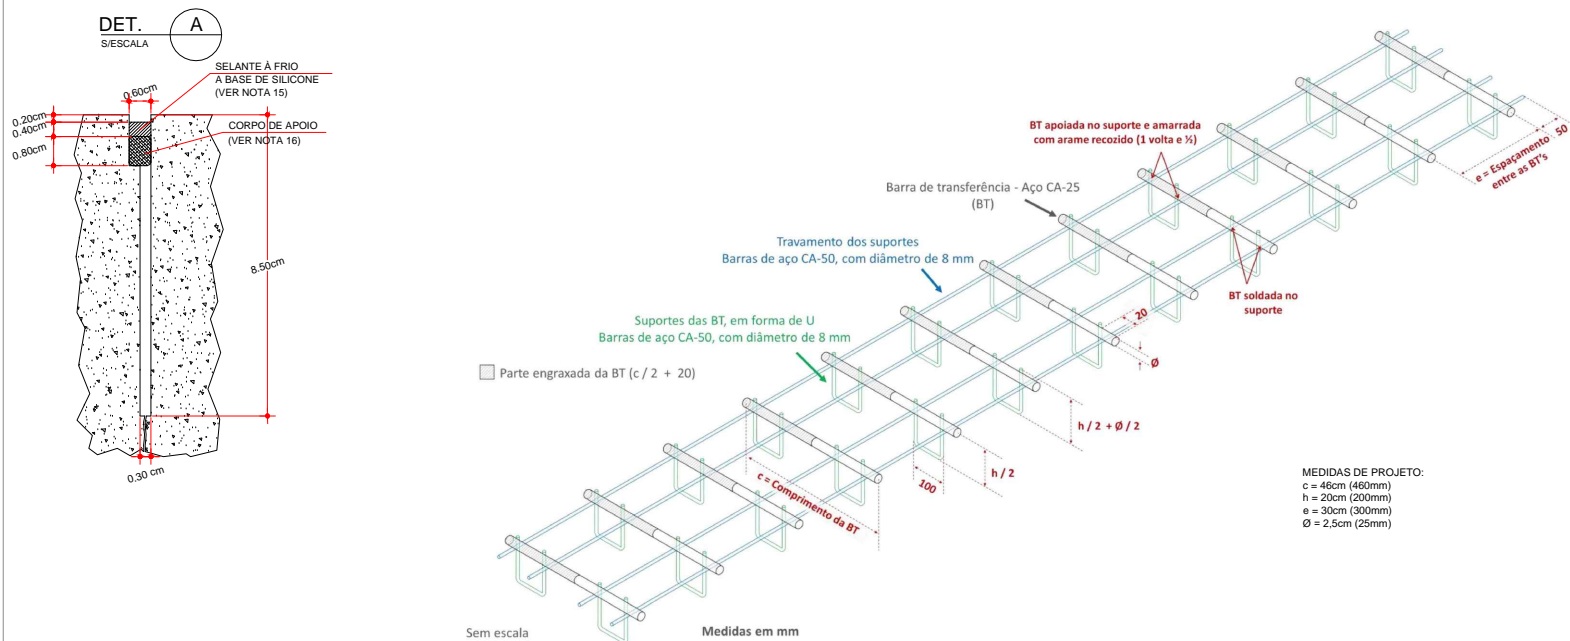 DET.
S/ESCALA
A
SELANTE À FRIO
A BASE DE SILICONE
(VER NOTA 15)
0.60cm
0.20cm
0.40cm
0.80cm
CORPO DE APOIO
(VER NOTA 16)
8.50cm
0.30 cm
BT apoiada no suporte e amarrada
com arame recozido (1 volta e ½)
50
e = Espaçamento
entre as BT's
Barra de transferência - Aço CA-25
(BT)
Travamento dos suportes
Barras de aço CA-50, com diâmetro de 8 mm
BT soldada no
suporte
20
Ø
Suportes das BT, em forma de U
Barras de aço CA-50, com diâmetro de 8 mm
Parte engraxada da BT (c / 2 + 20)
h / 2 + Ø / 2
h / 2
100
c = Comprimento da BT
MEDIDAS DE PROJETO:
c = 46cm (460mm)
h = 20cm (200mm)
e = 30cm (300mm)
Ø = 2,5cm (25mm)
Sem escala
Medidas em mm